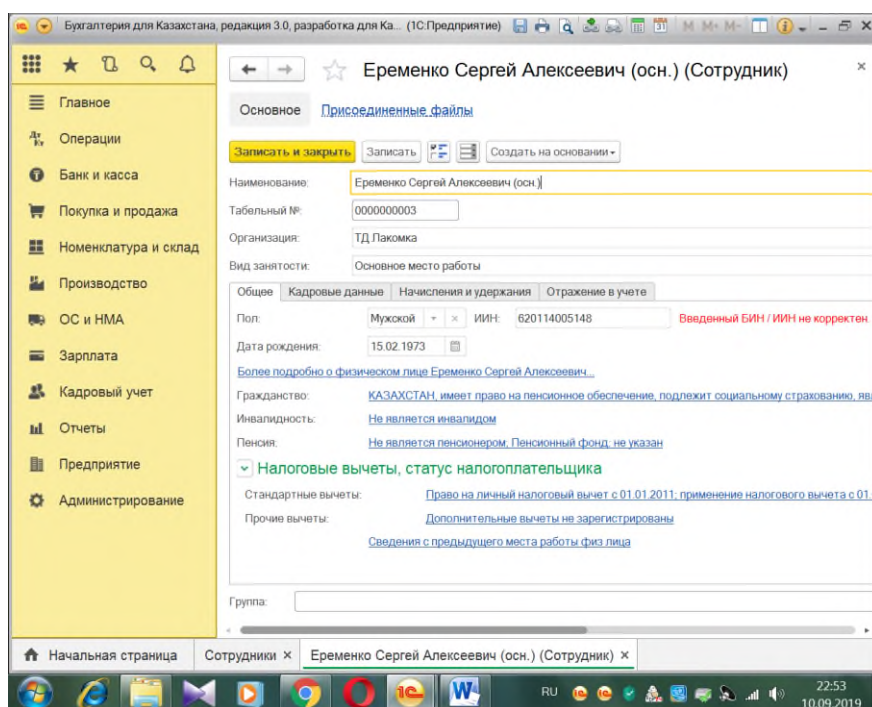 Бухгалтерия для Казахстана, редакция 3.0, разработка для Ка... (1С:Предприятие)
M M+ M-
Главное
Операции
Банк и касса
Покупка и продажа
Номенклатура и склад
Производство
ОС и НМА
Зарплата
Кадровый учет
Отчеты
Предприятие
Администрирование
Еременко Сергей Алексеевич (осн.) (Сотрудник)
Основное Присоединенные файлы
Записать и закрыть Записать Создать на основании
Наименование: Еременко Сергей Алексеевич (осн.)
Табельный №: 0000000003
Организация: ТД Лакомка
Вид занятости: Основное место работы
Общее Кадровые данные Начисления и удержания Отражение в учете
Пол: Мужской ИИН: 620114005148 Введенный БИН / ИИН не корректен
Дата рождения: 15.02.1973
Более подробно о физическом лице Еременко Сергей Алексеевич...
Гражданство: КАЗАХСТАН, имеет право на пенсионное обеспечение, подлежит социальному страхованию, яв
Инвалидность: Не является инвалидом
Пенсия: Не является пенсионером, Пенсионный фонд: не указан
Налоговые вычеты, статус налогоплательщика
Стандартные вычеты: Право на личный налоговый вычет с 01.01.2011; применение налогового вычета с 01.
Прочие вычеты: Дополнительные вычеты не зарегистрированы
Сведения с предыдущего места работы физ лица
Группа:
Начальная страница Сотрудники × Еременко Сергей Алексеевич (осн.) (Сотрудник) ×
RU 22:53
10.09.2019